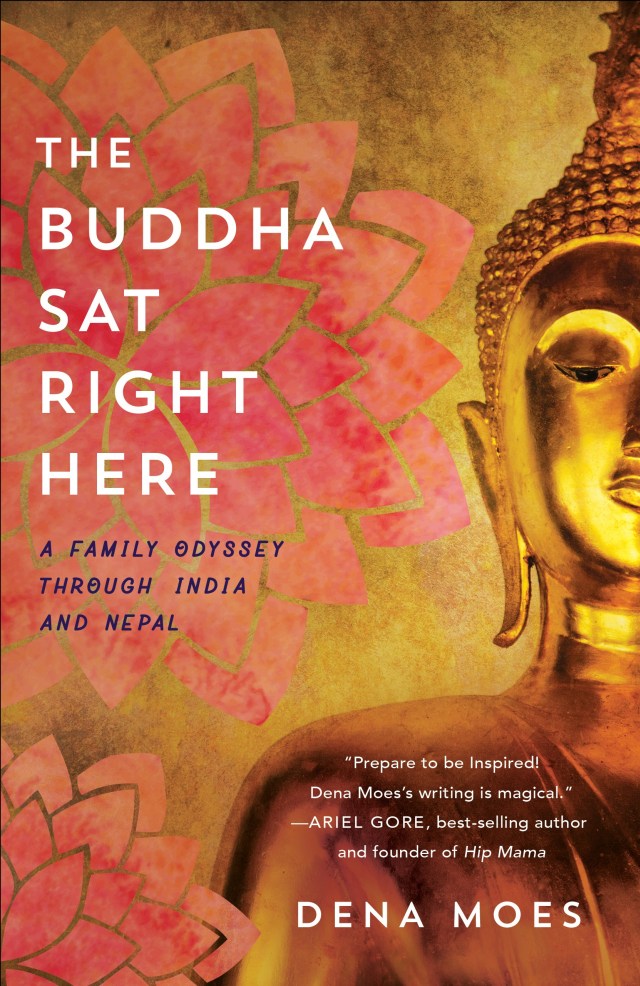 THE
BUDDHA
SAT
RIGHT
HERE
A FAMILY ODYSSEY
THROUGH INDIA
AND NEPAL
“Prepare to be Inspired!
Dena Moes’s writing is magical.”
—ARIEL GORE, best-selling author
and founder of Hip Mama
DENA MOES